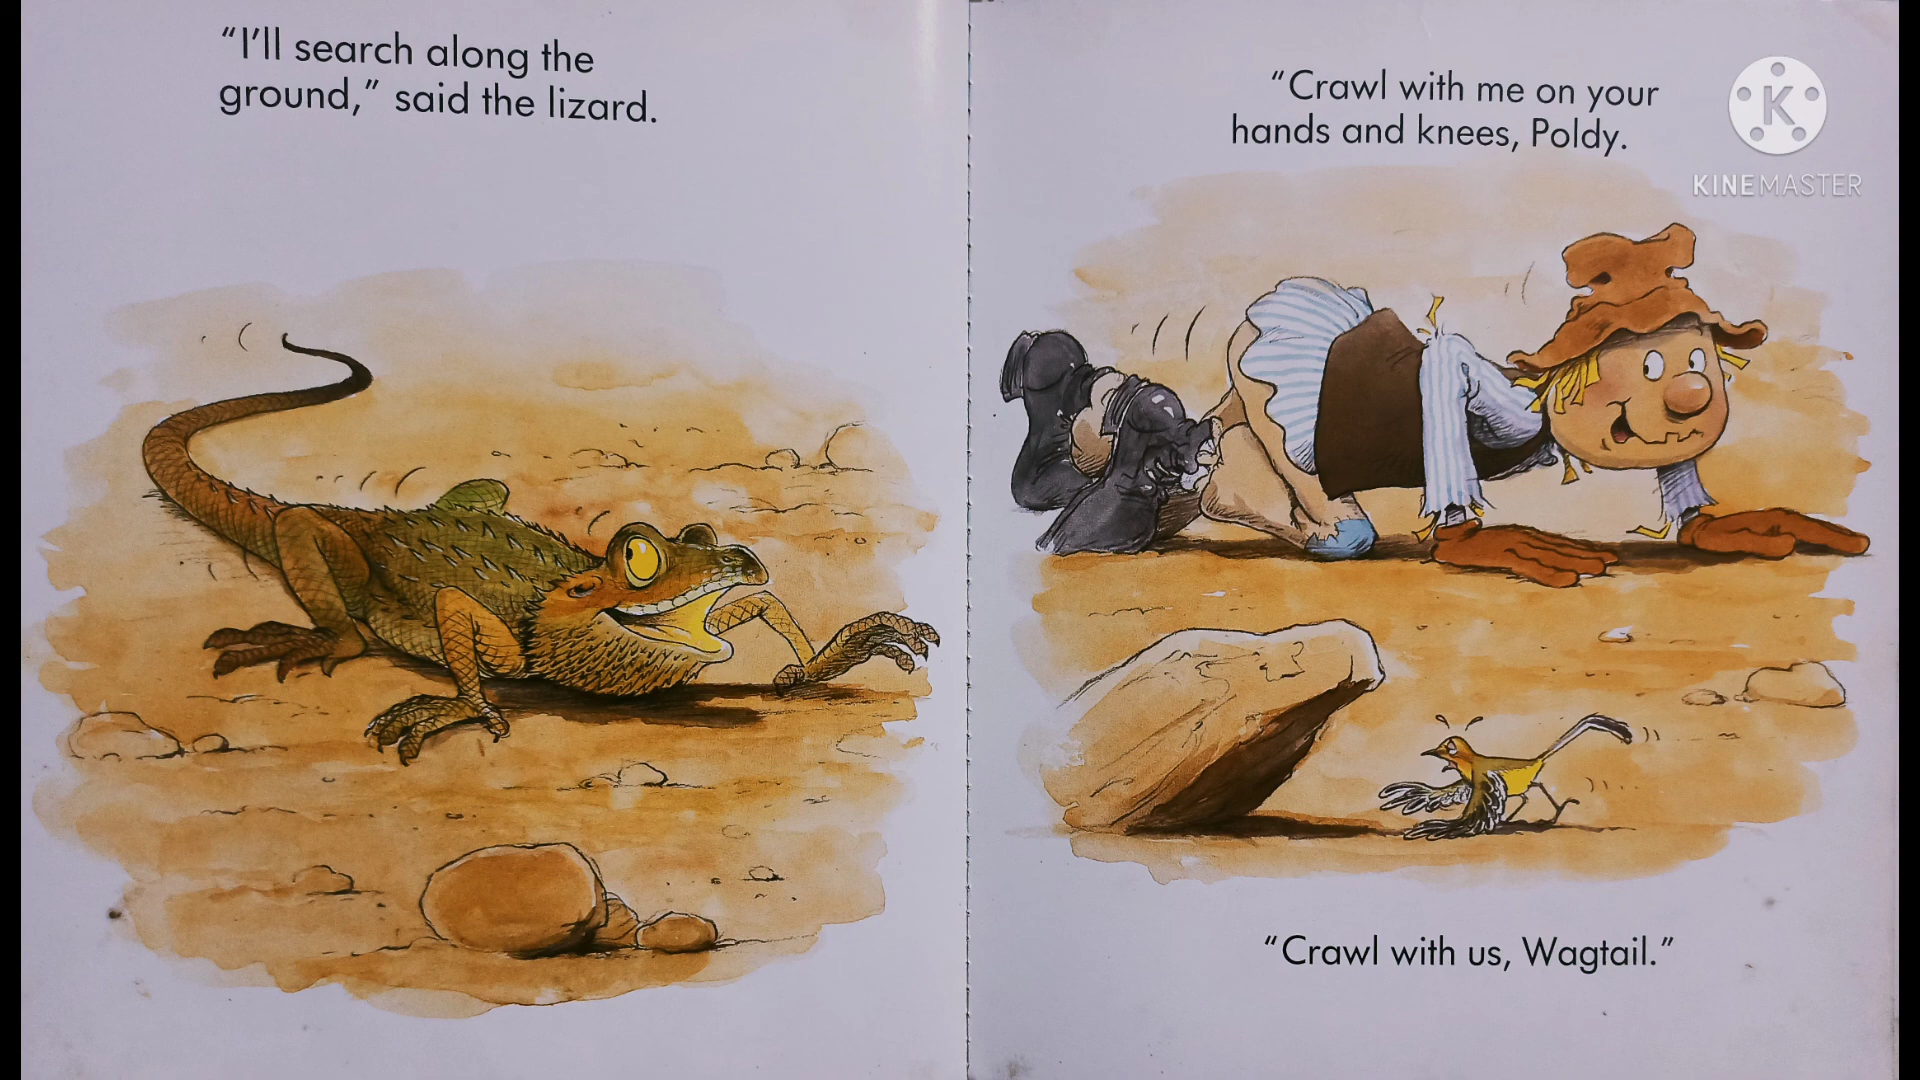 “I’ll search along the
ground,” said the lizard.
“Crawl with me on your
hands and knees, Poldy.
K
KINEMASTER
“Crawl with us, Wagtail.”